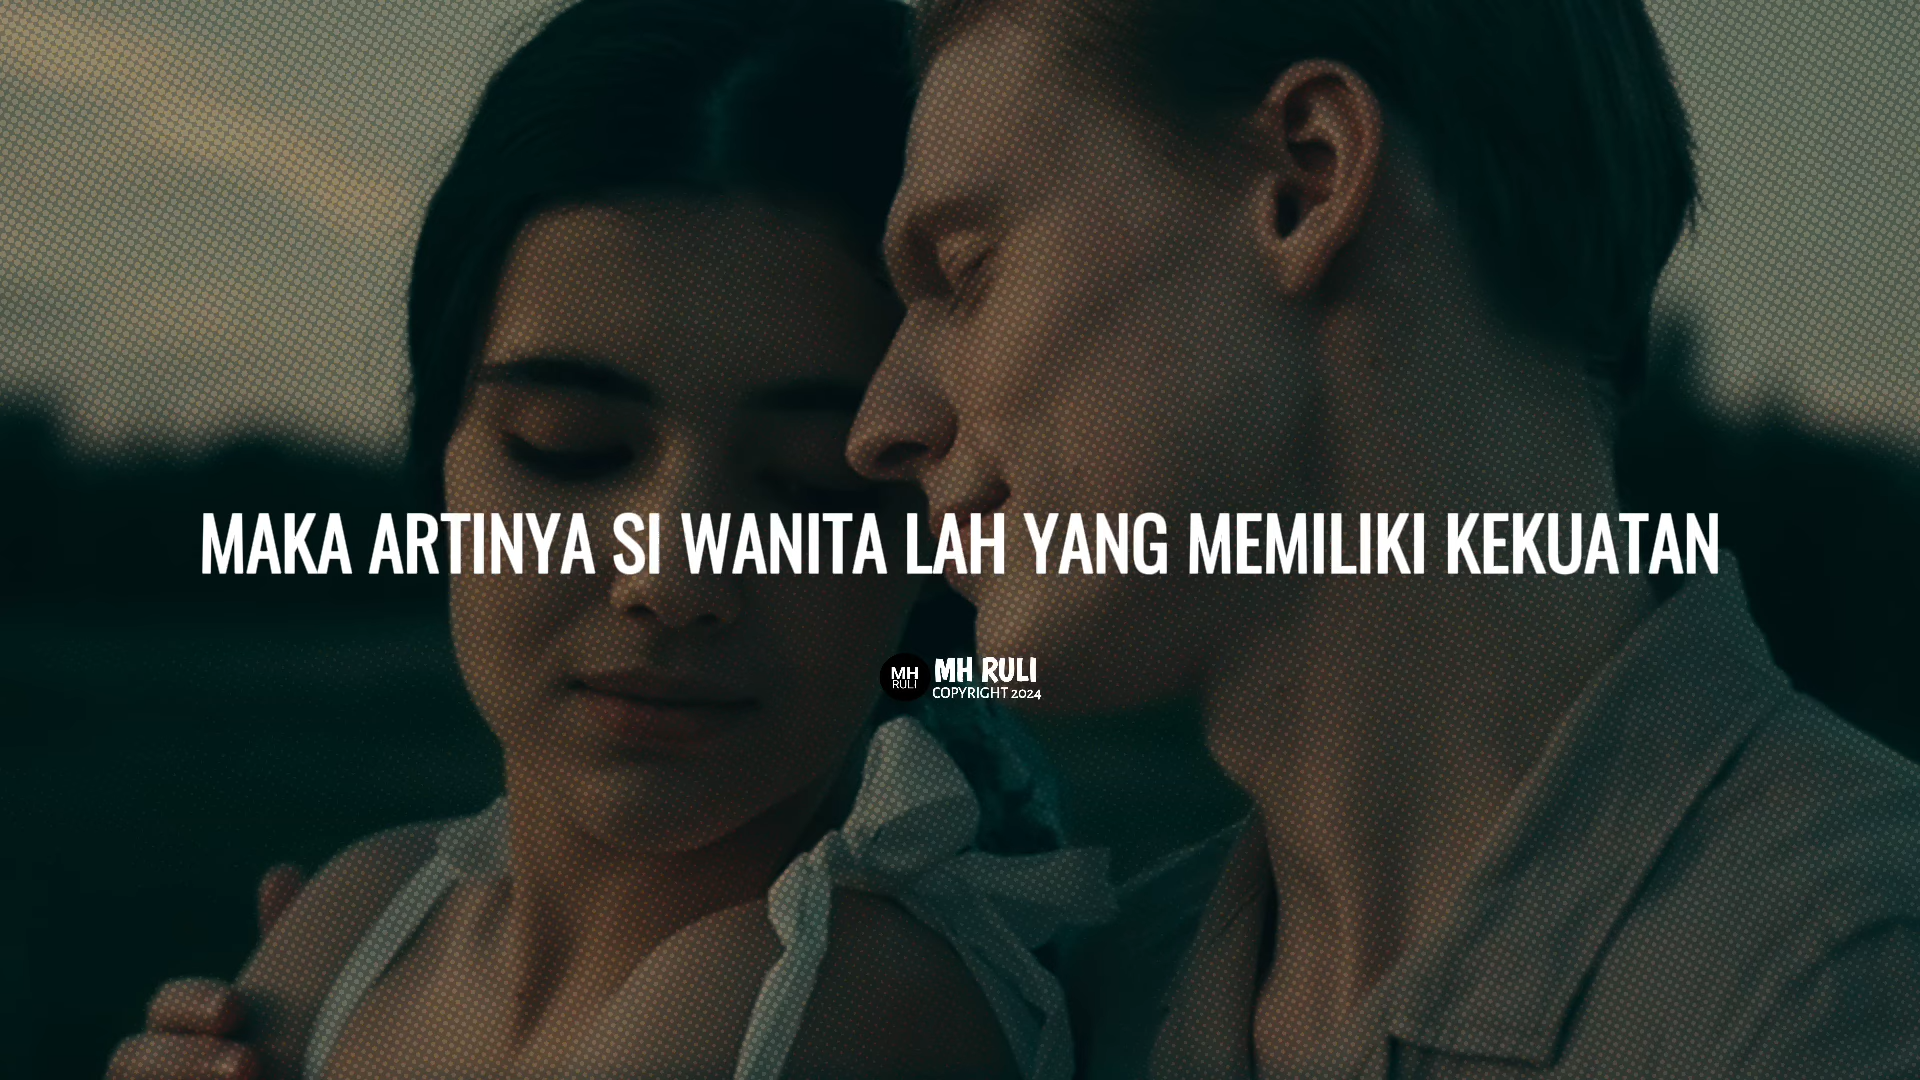 MAKA ARTINYA SI WANITA LAH YANG MEMILIKI KEKUATAN
MH
RULI
MH RULI
COPYRIGHT 2024